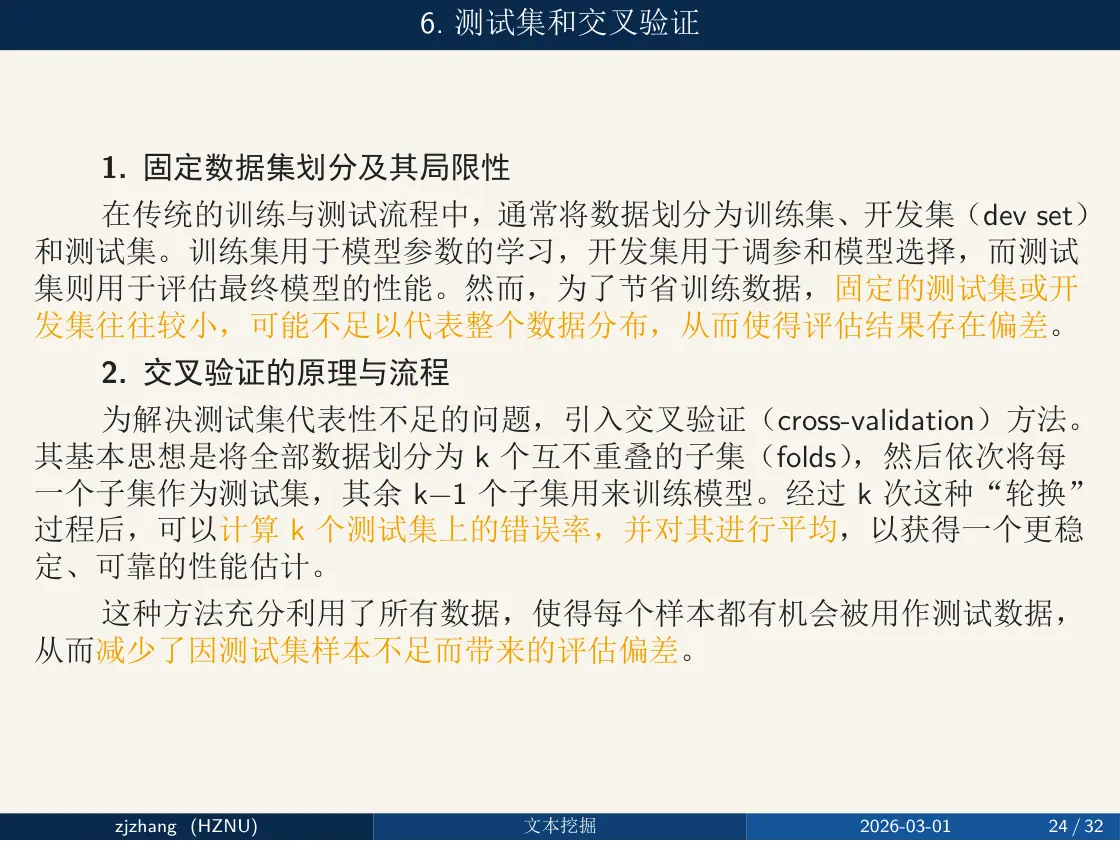 6. 测试集和交叉验证
1. 固定数据集划分及其局限性
在传统的训练与测试流程中，通常将数据划分为训练集、开发集（dev set）
和测试集。训练集用于模型参数的学习，开发集用于调参和模型选择，而测试
集则用于评估最终模型的性能。然而，为了节省训练数据，固定的测试集或开
发集往往较小，可能不足以代表整个数据分布，从而使得评估结果存在偏差。
2. 交叉验证的原理与流程
为解决测试集代表性不足的问题，引入交叉验证（cross-validation）方法。
其基本思想是将全部数据划分为 k 个互不重叠的子集（folds），然后依次将每
一个子集作为测试集，其余 k−1 个子集用来训练模型。经过 k 次这种“轮换”
过程后，可以计算 k 个测试集上的错误率，并对其进行平均，以获得一个更稳
定、可靠的性能估计。
这种方法充分利用了所有数据，使得每个样本都有机会被用作测试数据，
从而减少了因测试集样本不足而带来的评估偏差。
zjzhang (HZNU) 文本挖掘 2026-03-01 24 / 32